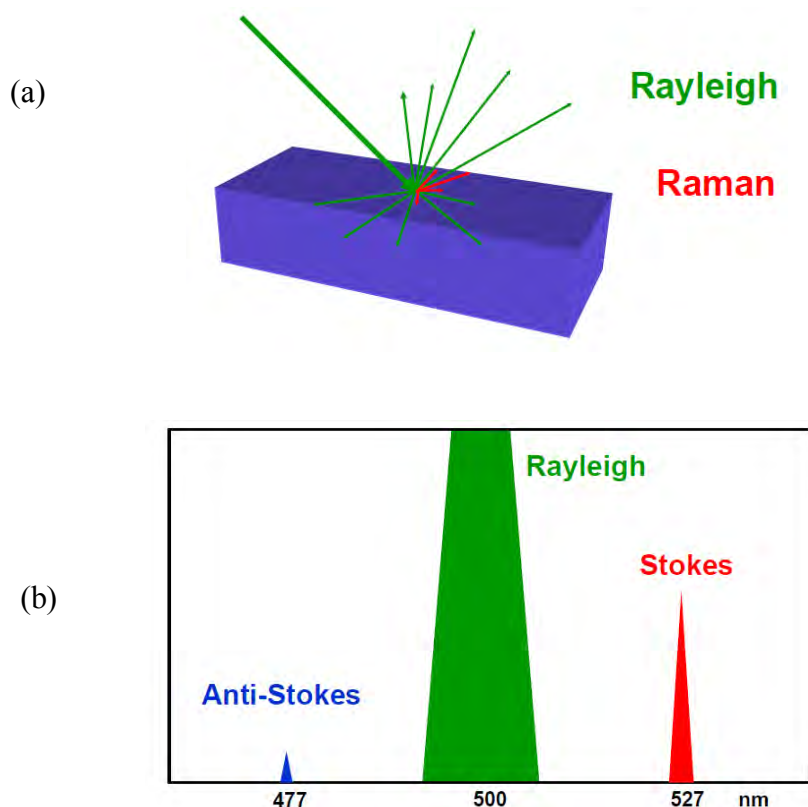 (a)
Rayleigh
Raman
(b)
Rayleigh
Stokes
Anti-Stokes
477 500 527 nm